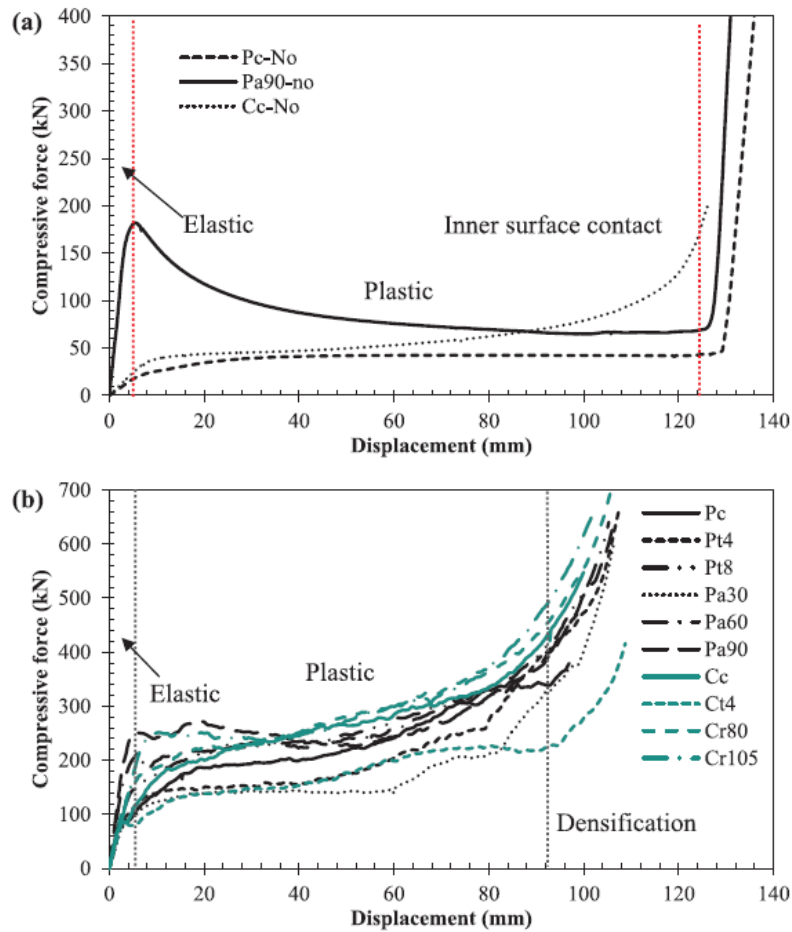 (a)
400
350
300
250
200
150
100
50
0
Compressive force (kN)
Pc-No
Pa90-no
Cc-No
Elastic
Inner surface contact
Plastic
0 20 40 60 80 100 120 140
Displacement (mm)
(b)
700
600
500
400
300
200
100
0
Compressive force (kN)
Pc
Pt4
Pt8
Pa30
Pa60
Pa90
Cc
Ct4
Cr80
Cr105
Elastic
Plastic
Densification
0 20 40 60 80 100 120 140
Displacement (mm)